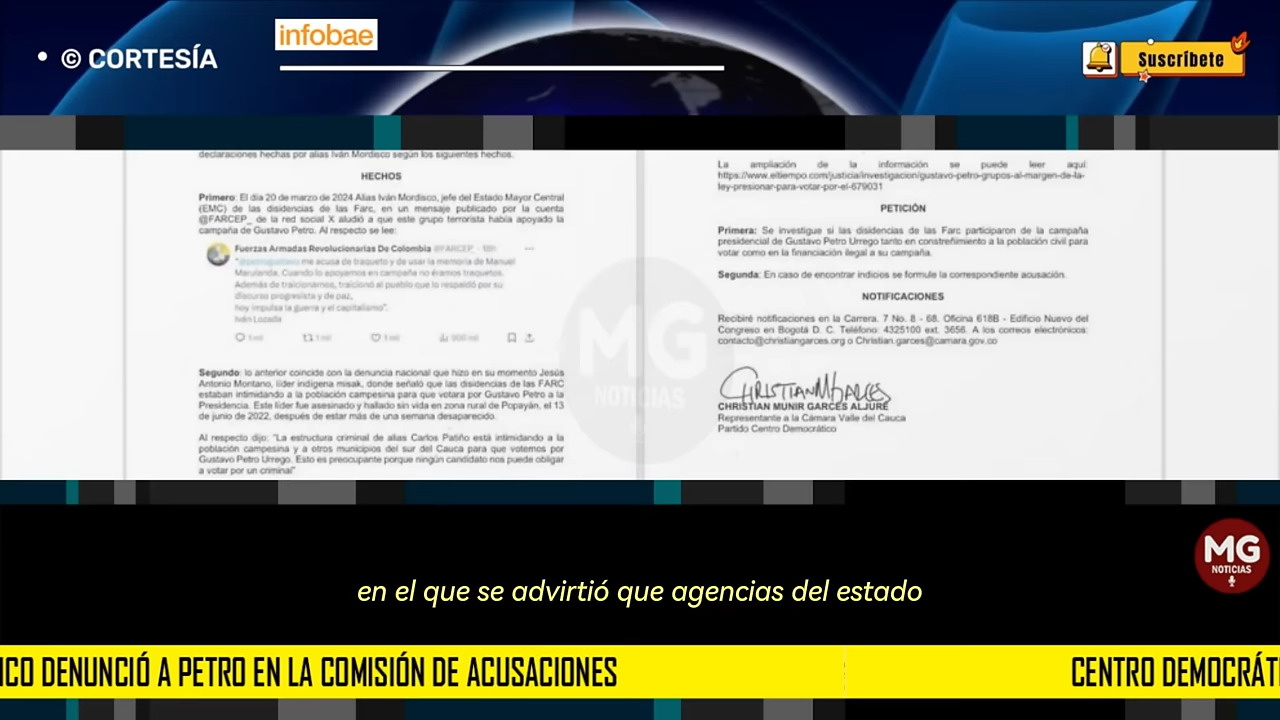 • © CORTESÍA
infobae
Suscríbete
declaraciones hechas por alias Iván Mordisco según los siguientes hechos.
HECHOS
Primero: El día 20 de marzo de 2024 Alias Iván Mordisco, jefe del Estado Mayor Central
(EMC) de las disidencias de las Farc, en un mensaje publicado por la cuenta
@FARCEP_ de la red social X aludió a que este grupo terrorista había apoyado la
campaña de Gustavo Petro. Al respecto se lee:
Fuerzas Armadas Revolucionarias De Colombia @FARCEP_
"@petrogustavo me acusa de traqueto y de usar la memoria de Manuel
Marulanda. Cuando lo apoyamos en campaña no éramos traquetos.
Además de traicionarnos, traicionó al pueblo que lo respaldó por su
discurso progresista y de paz,
hoy impulsa la guerra y el capitalismo".
Iván Lozada
Segundo: lo anterior coincide con la denuncia nacional que hizo en su momento Jesús
Antonio Montano, líder indígena misak, donde señaló que las disidencias de las FARC
estaban intimidando a la población campesina para que votara por Gustavo Petro a la
Presidencia. Este líder fue asesinado y hallado sin vida en zona rural de Popayán, el 13
de junio de 2022, después de estar más de una semana desaparecido.
Al respecto dijo: "La estructura criminal de alias Carlos Patiño está intimidando a la
población campesina y a otros municipios del sur del Cauca para que votemos por
Gustavo Petro Urrego. Esto es preocupante porque ningún candidato nos puede obligar
a votar por un criminal"
La ampliación de la información se puede leer aquí:
https://www.eltiempo.com/justicia/investigacion/gustavo-petro-grupos-al-margen-de-la-
ley-presionar-para-votar-por-el-679031
PETICIÓN
Primera: Se investigue si las disidencias de las Farc participaron de la campaña
presidencial de Gustavo Petro Urrego tanto en constreñimiento a la población civil para
votar como en la financiación ilegal a su campaña.
Segunda: En caso de encontrar indicios se formule la correspondiente acusación.
NOTIFICACIONES
Recibiré notificaciones en la Carrera. 7 No. 8 - 68. Oficina 618B - Edificio Nuevo del
Congreso en Bogotá D. C. Teléfono: 4325100 ext. 3656. A los correos electrónicos:
contacto@christiangarces.org o Christian.garces@camara.gov.co
CHRISTIAN M GARCES
CHRISTIAN MUNIR GARCÉS ALJURE
Representante a la Cámara Valle del Cauca
Partido Centro Democrático
MG
NOTICIAS
MG
NOTICIAS
en el que se advirtió que agencias del estado
ICO DENUNCIÓ A PETRO EN LA COMISIÓN DE ACUSACIONES
CENTRO DEMOCRÁT